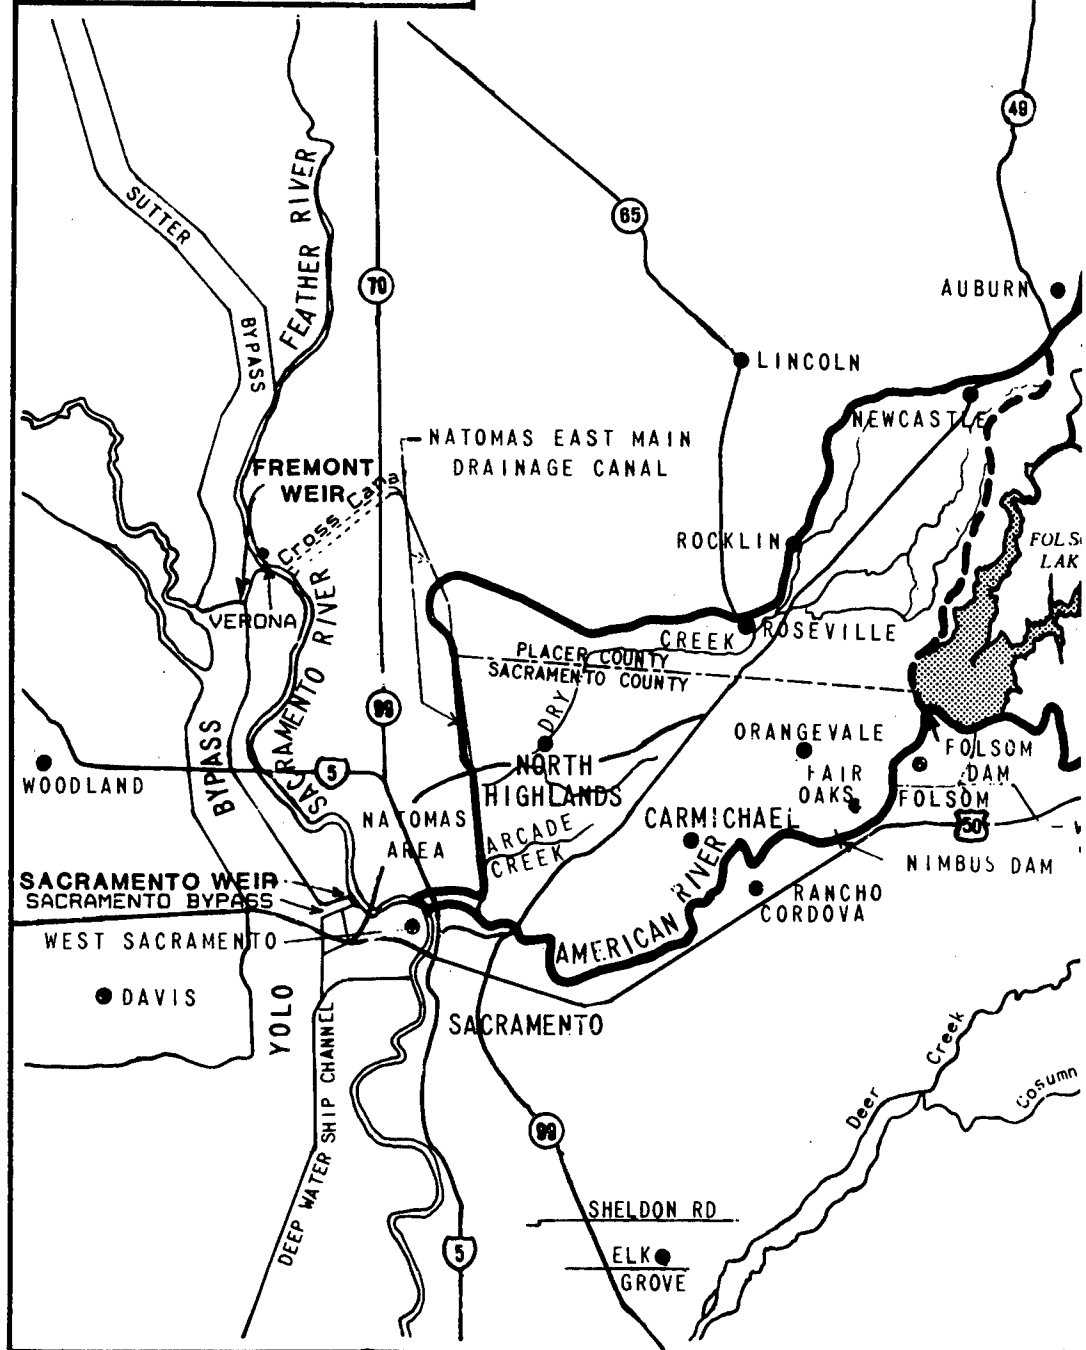 49
SUTTER
BYPASS
FEATHER RIVER
65
70
AUBURN
LINCOLN
NEWCASTLE
NATOMAS EAST MAIN
DRAINAGE CANAL
FREMONT
WEIR
Cross Cana
ROCKLIN
FOLS
LAK
VERONA
SACRAMENTO RIVER
CREEK
ROSEVILLE
PLACER COUNTY
SACRAMENTO COUNTY
DRY
99
ORANGEVALE
FOLSOM
DAM
WOODLAND
BYPASS
5
NORTH
HIGHLANDS
FAIR
OAKS
FOLSOM
50
NATOMAS
AREA
ARCADE
CREEK
CARMICHAEL
W
NIMBUS DAM
SACRAMENTO WEIR
SACRAMENTO BYPASS
RANCHO
CORDOVA
AMERICAN RIVER
WEST SACRAMENTO
DAVIS
YOLO
SACRAMENTO
DEEP WATER SHIP CHANNEL
Deer
Creek
Cosumn
99
SHELDON RD
5
ELK
GROVE